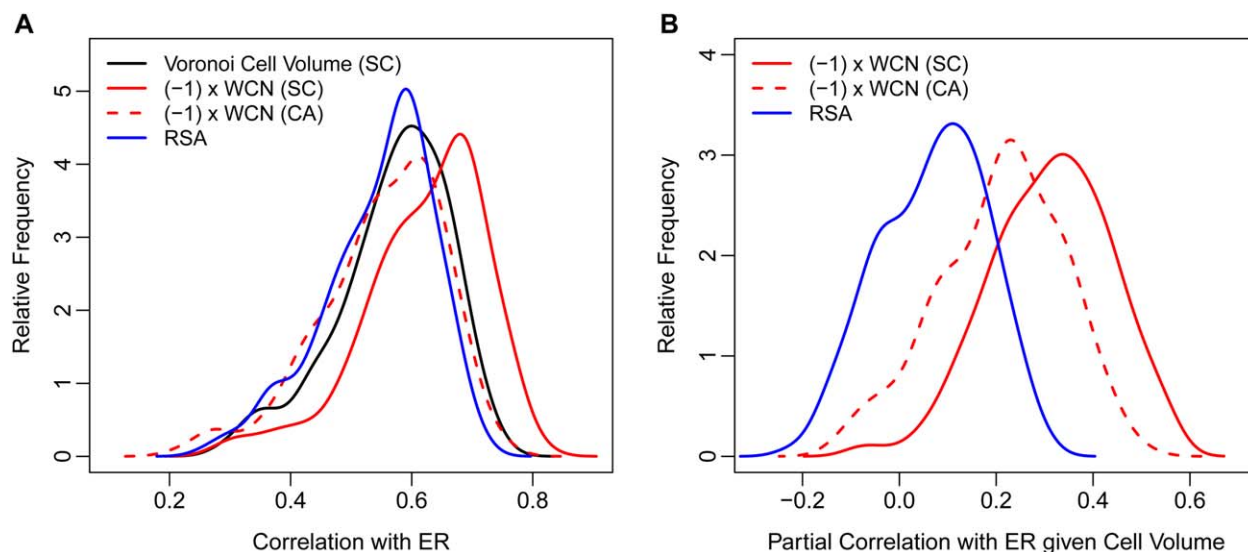 A
Voronoi Cell Volume (SC)
(−1) x WCN (SC)
(−1) x WCN (CA)
RSA
Relative Frequency
5
4
3
2
1
0
0.2 0.4 0.6 0.8
Correlation with ER
B
(−1) x WCN (SC)
(−1) x WCN (CA)
RSA
Relative Frequency
4
3
2
1
0
−0.2 0.0 0.2 0.4 0.6
Partial Correlation with ER given Cell Volume